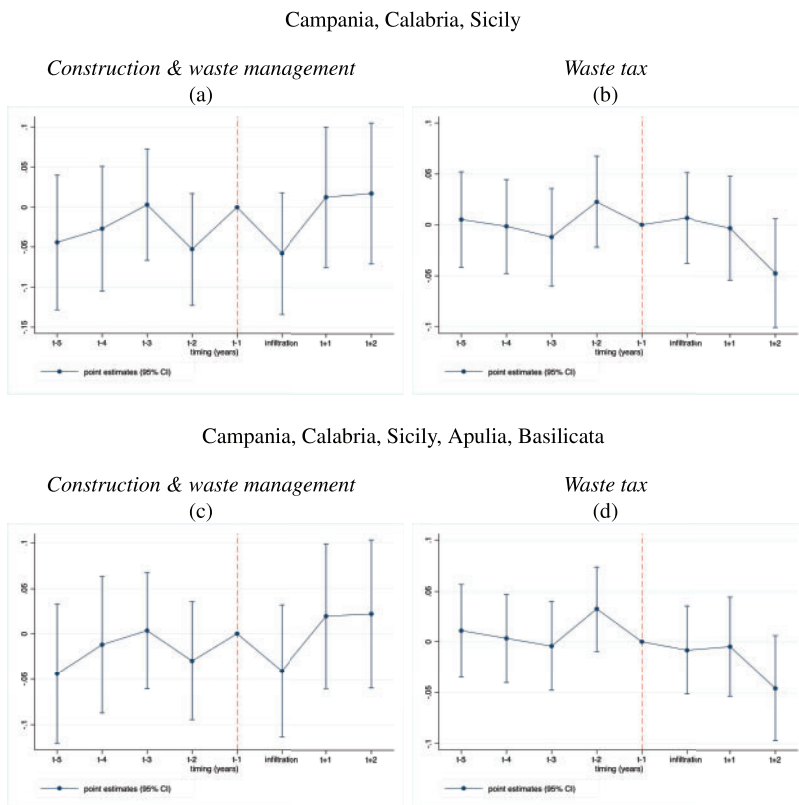 Campania, Calabria, Sicily
Construction & waste management
(a)
.1
.05
0
-.05
-.1
-.15
t-5 t-4 t-3 t-2 t-1 infiltration t+1 t+2
timing (years)
point estimates (95% CI)
Waste tax
(b)
.1
.05
0
-.05
-.1
t-5 t-4 t-3 t-2 t-1 infiltration t+1 t+2
timing (years)
point estimates (95% CI)
Campania, Calabria, Sicily, Apulia, Basilicata
Construction & waste management
(c)
.1
.05
0
-.05
-.1
t-5 t-4 t-3 t-2 t-1 infiltration t+1 t+2
timing (years)
point estimates (95% CI)
Waste tax
(d)
.1
.05
0
-.05
-.1
t-5 t-4 t-3 t-2 t-1 infiltration t+1 t+2
timing (years)
point estimates (95% CI)